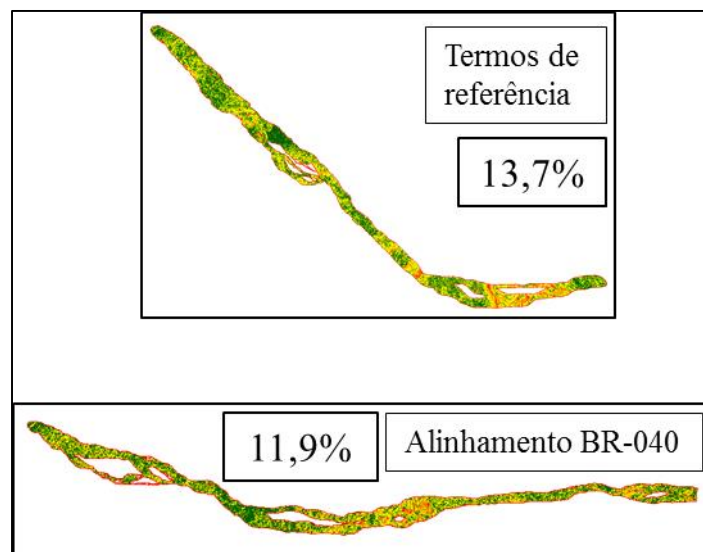 Termos de
referência
13,7%
11,9%
Alinhamento BR-040